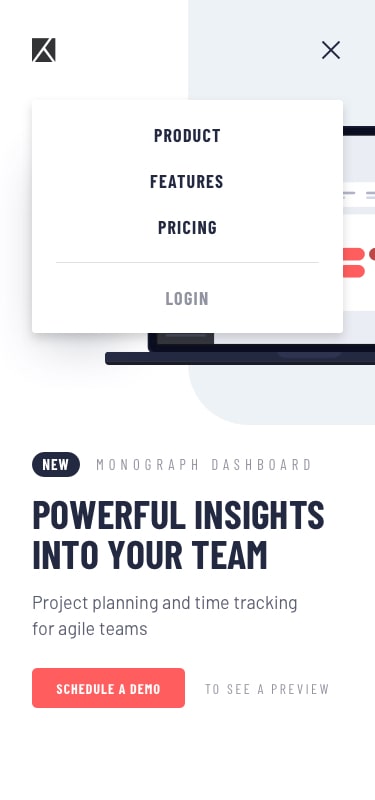 PRODUCT
FEATURES
PRICING
LOGIN
NEW MONOGRAPH DASHBOARD
POWERFUL INSIGHTS
INTO YOUR TEAM
Project planning and time tracking
for agile teams
SCHEDULE A DEMO TO SEE A PREVIEW